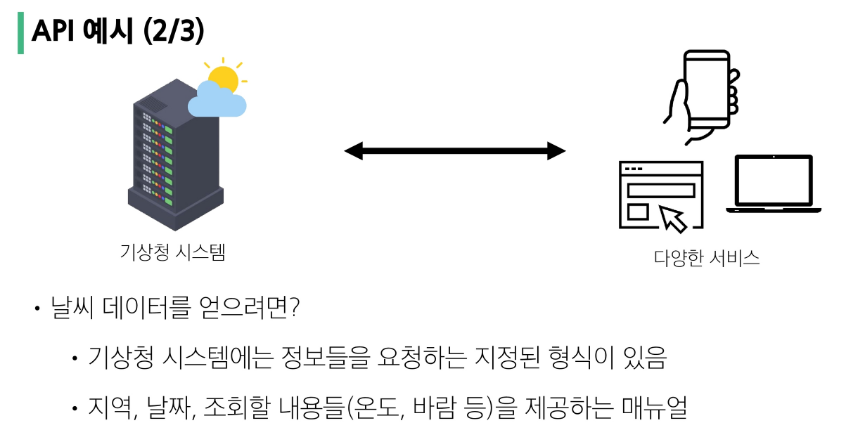 API 예시 (2/3)
기상청 시스템
다양한 서비스
• 날씨 데이터를 얻으려면?
• 기상청 시스템에는 정보들을 요청하는 지정된 형식이 있음
• 지역, 날짜, 조회할 내용들(온도, 바람 등)을 제공하는 매뉴얼